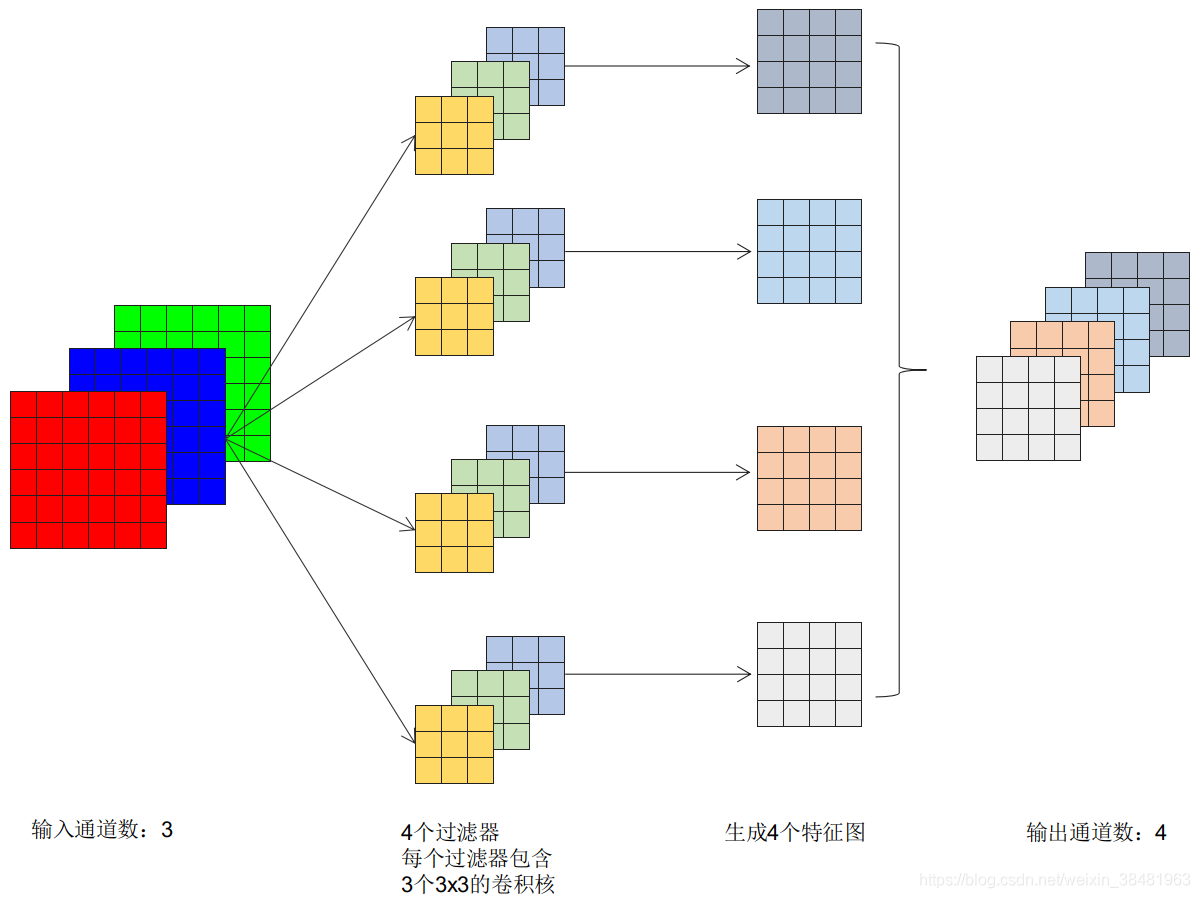 输入通道数：3
4个过滤器
每个过滤器包含
3个3x3的卷积核
生成4个特征图
输出通道数：4
https://blog.csdn.net/weixin_38481963